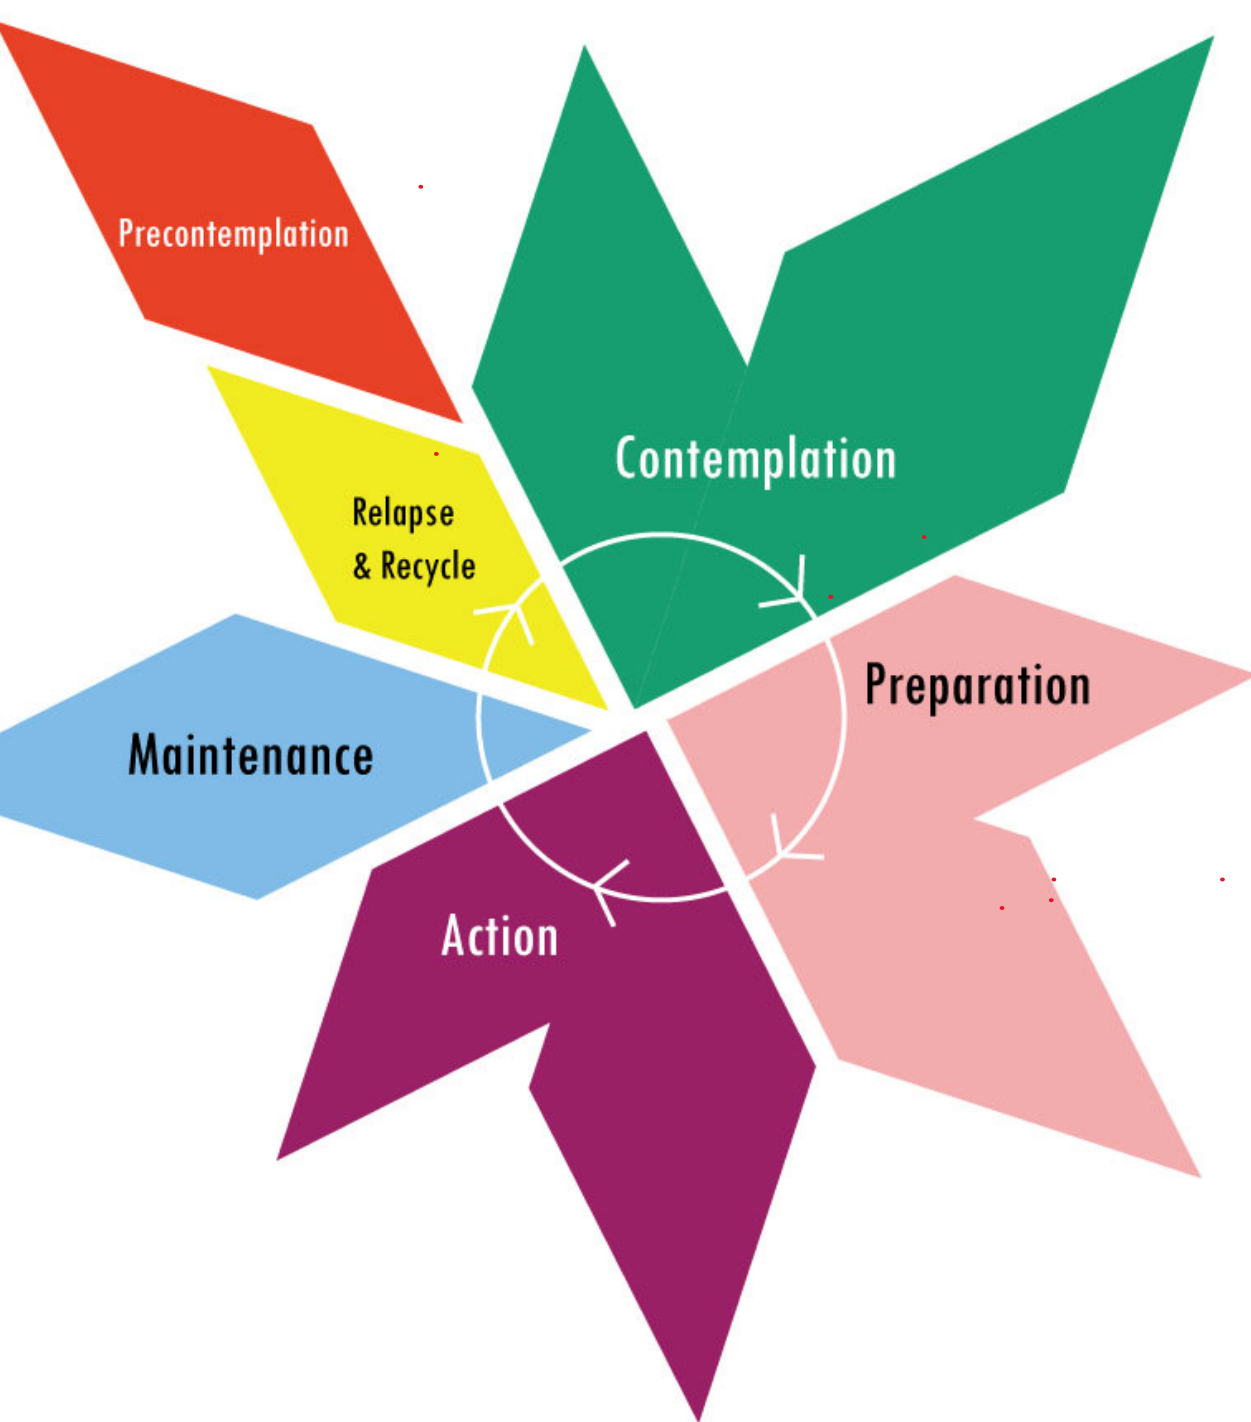 Precontemplation
Contemplation
Relapse
& Recycle
Preparation
Maintenance
Action